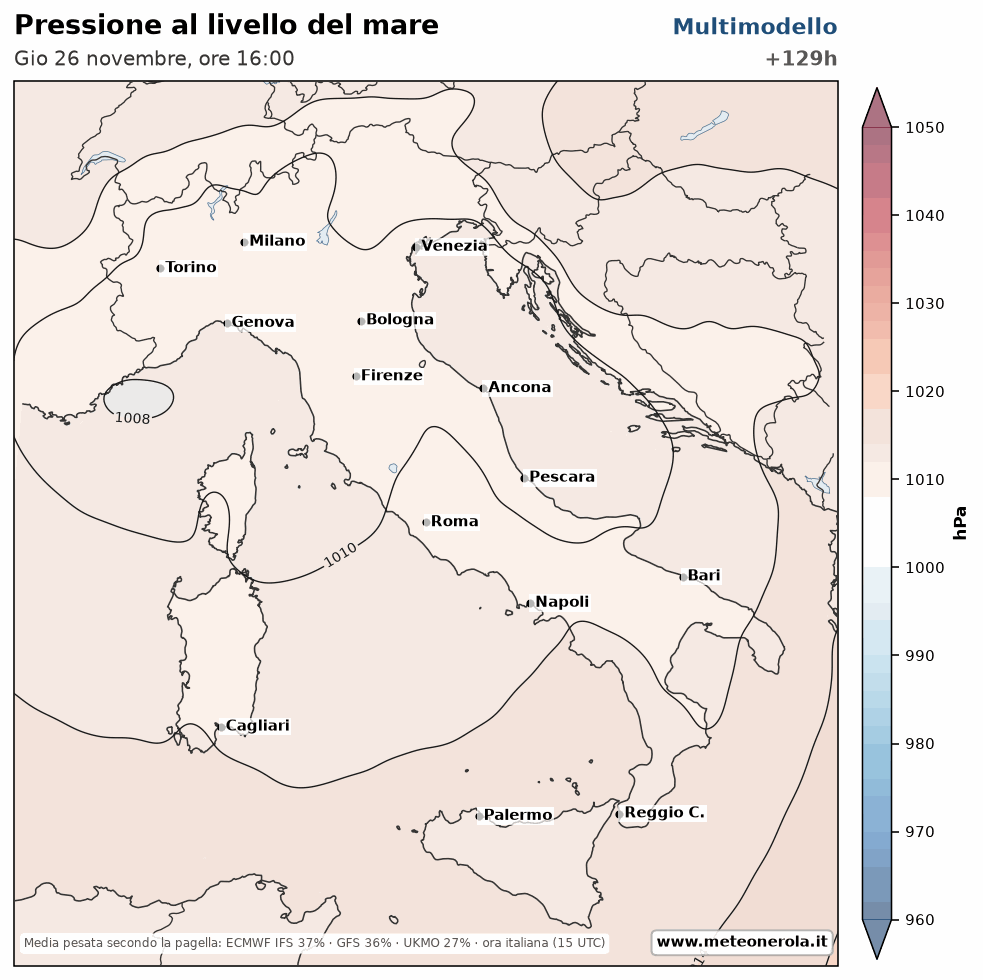 Pressione al livello del mare
Multimodello
Gio 26 novembre, ore 16:00
+129h
1050
1040
1030
1020
1010
1000
990
980
970
960
hPa
Milano
Venezia
Torino
Genova
Bologna
Firenze
Ancona
1008
Pescara
Roma
1010
Bari
Napoli
Cagliari
Palermo
Reggio C.
Media pesata secondo la pagella: ECMWF IFS 37% · GFS 36% · UKMO 27% · ora italiana (15 UTC)
www.meteonerola.it